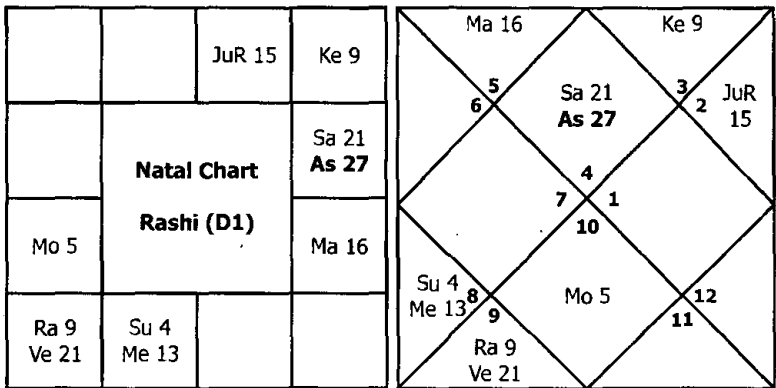 JuR 15
Ke 9
Sa 21
As 27
Natal Chart
Rashi (D1)
Mo 5
Ma 16
Ra 9
Ve 21
Su 4
Me 13
Ma 16
Ke 9
5
3
6
Sa 21
As 27
2
JuR
15
4
7
1
10
Su 4
Me 13
8
9
Mo 5
12
11
Ra 9
Ve 21